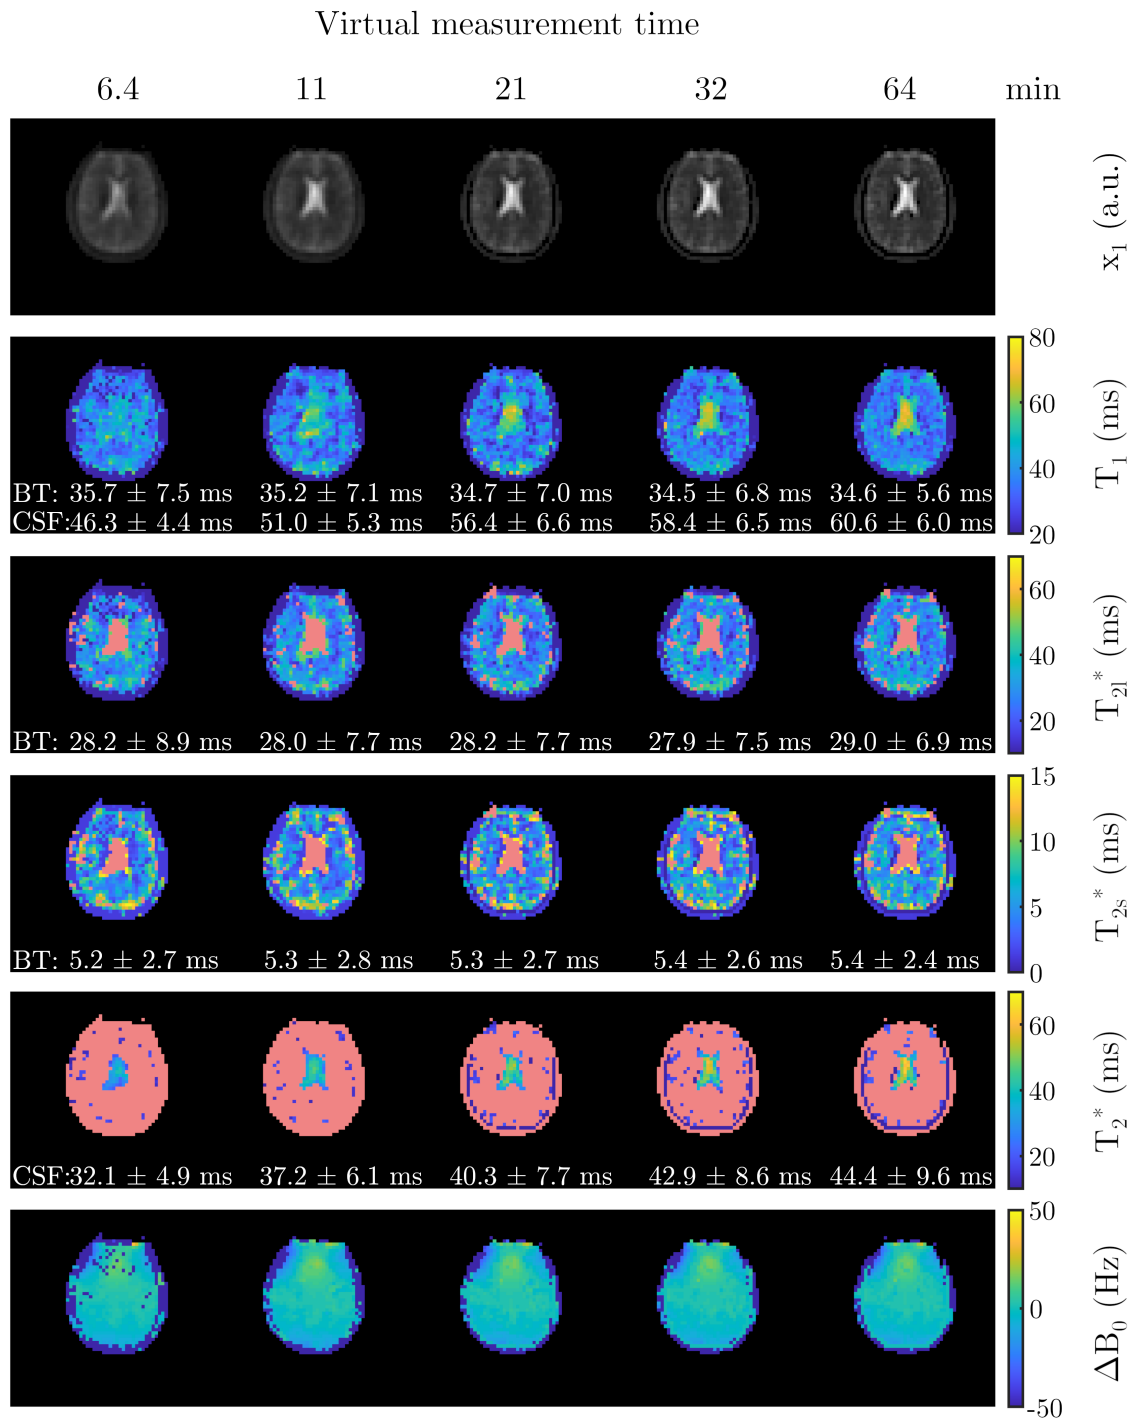 Virtual measurement time
6.4 11 21 32 64 min
x1 (a.u.)
80
60
40
20
T1 (ms)
BT: 35.7 ± 7.5 ms 35.2 ± 7.1 ms 34.7 ± 7.0 ms 34.5 ± 6.8 ms 34.6 ± 5.6 ms
CSF:46.3 ± 4.4 ms 51.0 ± 5.3 ms 56.4 ± 6.6 ms 58.4 ± 6.5 ms 60.6 ± 6.0 ms
60
40
20
T2l* (ms)
BT: 28.2 ± 8.9 ms 28.0 ± 7.7 ms 28.2 ± 7.7 ms 27.9 ± 7.5 ms 29.0 ± 6.9 ms
15
10
5
0
T2s* (ms)
BT: 5.2 ± 2.7 ms 5.3 ± 2.8 ms 5.3 ± 2.7 ms 5.4 ± 2.6 ms 5.4 ± 2.4 ms
60
40
20
T2* (ms)
CSF:32.1 ± 4.9 ms 37.2 ± 6.1 ms 40.3 ± 7.7 ms 42.9 ± 8.6 ms 44.4 ± 9.6 ms
50
0
-50
ΔB0 (Hz)